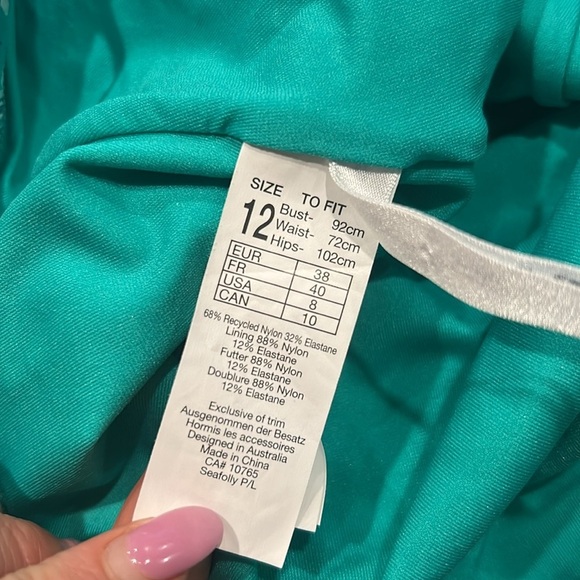 SIZE TO FIT
12 Bust- 92cm
Waist- 72cm
Hips- 102cm
EUR 38
FR 40
USA 8
CAN 10
68% Recycled Nylon 32% Elastane
Lining 88% Nylon
12% Elastane
Futter 88% Nylon
12% Elastane
Doublure 88% Nylon
12% Elastane
Exclusive of trim
Ausgenommen der Besatz
Hormis les accessoires
Designed in Australia
Made in China
CA# 10765
Seafolly P/L